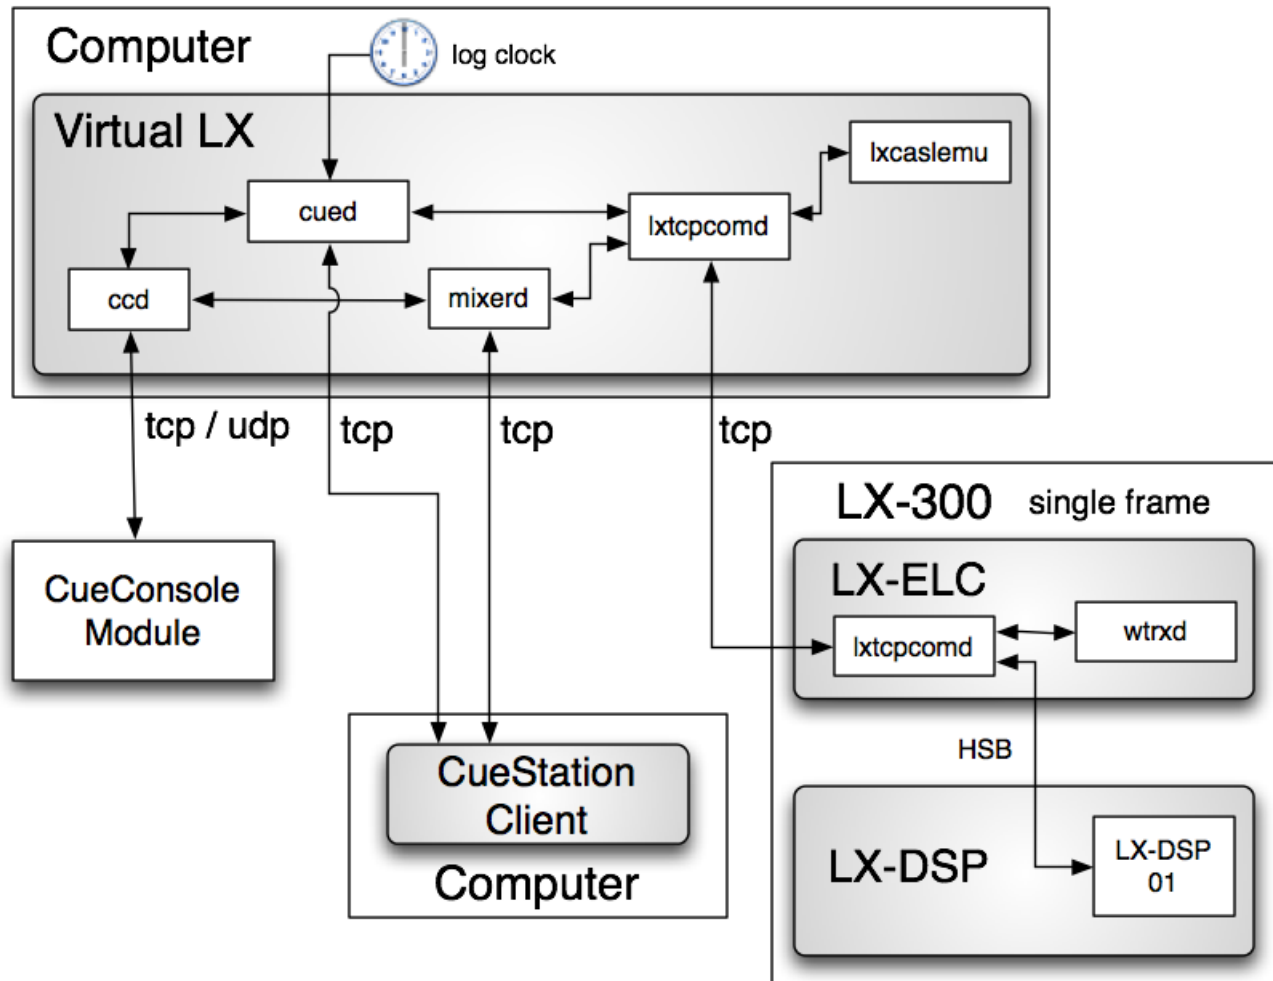 Computer
log clock
Virtual LX
lxcaslemu
cued
lxtcpcomd
ccd
mixerd
tcp / udp
tcp
tcp
tcp
CueConsole
Module
LX-300
single frame
LX-ELC
lxtcpcomd
wtrxd
HSB
CueStation
Client
Computer
LX-DSP
LX-DSP
01